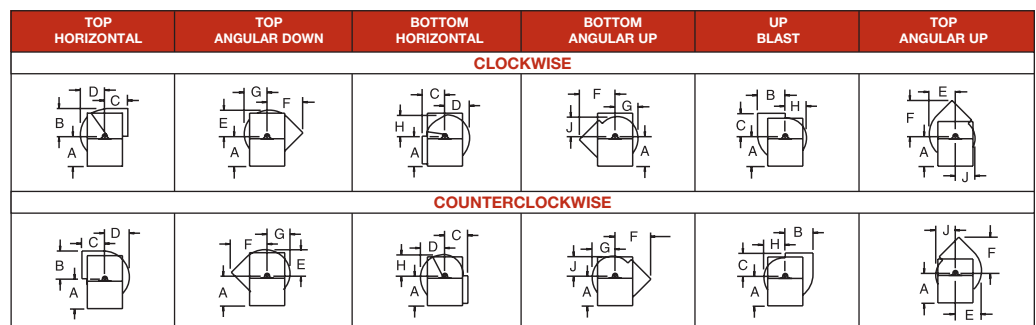 TOP HORIZONTAL
TOP ANGULAR DOWN
BOTTOM HORIZONTAL
BOTTOM ANGULAR UP
UP BLAST
TOP ANGULAR UP
CLOCKWISE
D C B A
G F E A
C D H A
F G J A
B H C A
E F A J
COUNTERCLOCKWISE
D C B A
G F E A
C D H A
F G J A
B H C A
J F A E